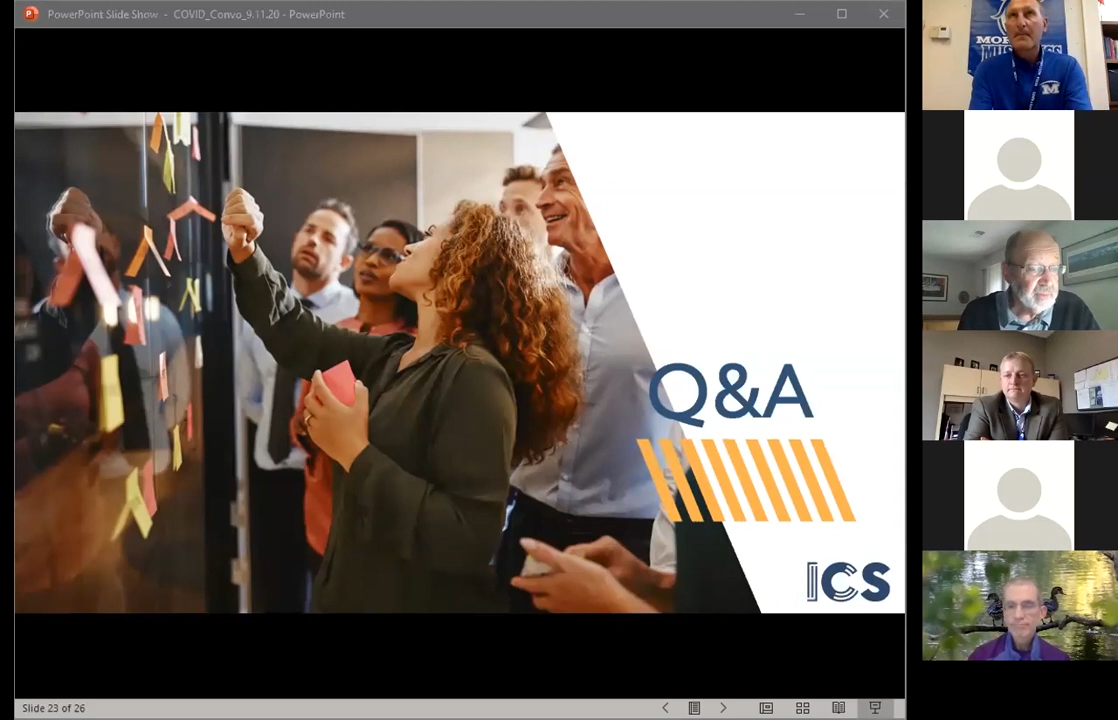 PowerPoint Slide Show - COVID_Convo_9.11.20 - PowerPoint
Q&A
ICS
Slide 23 of 26
M